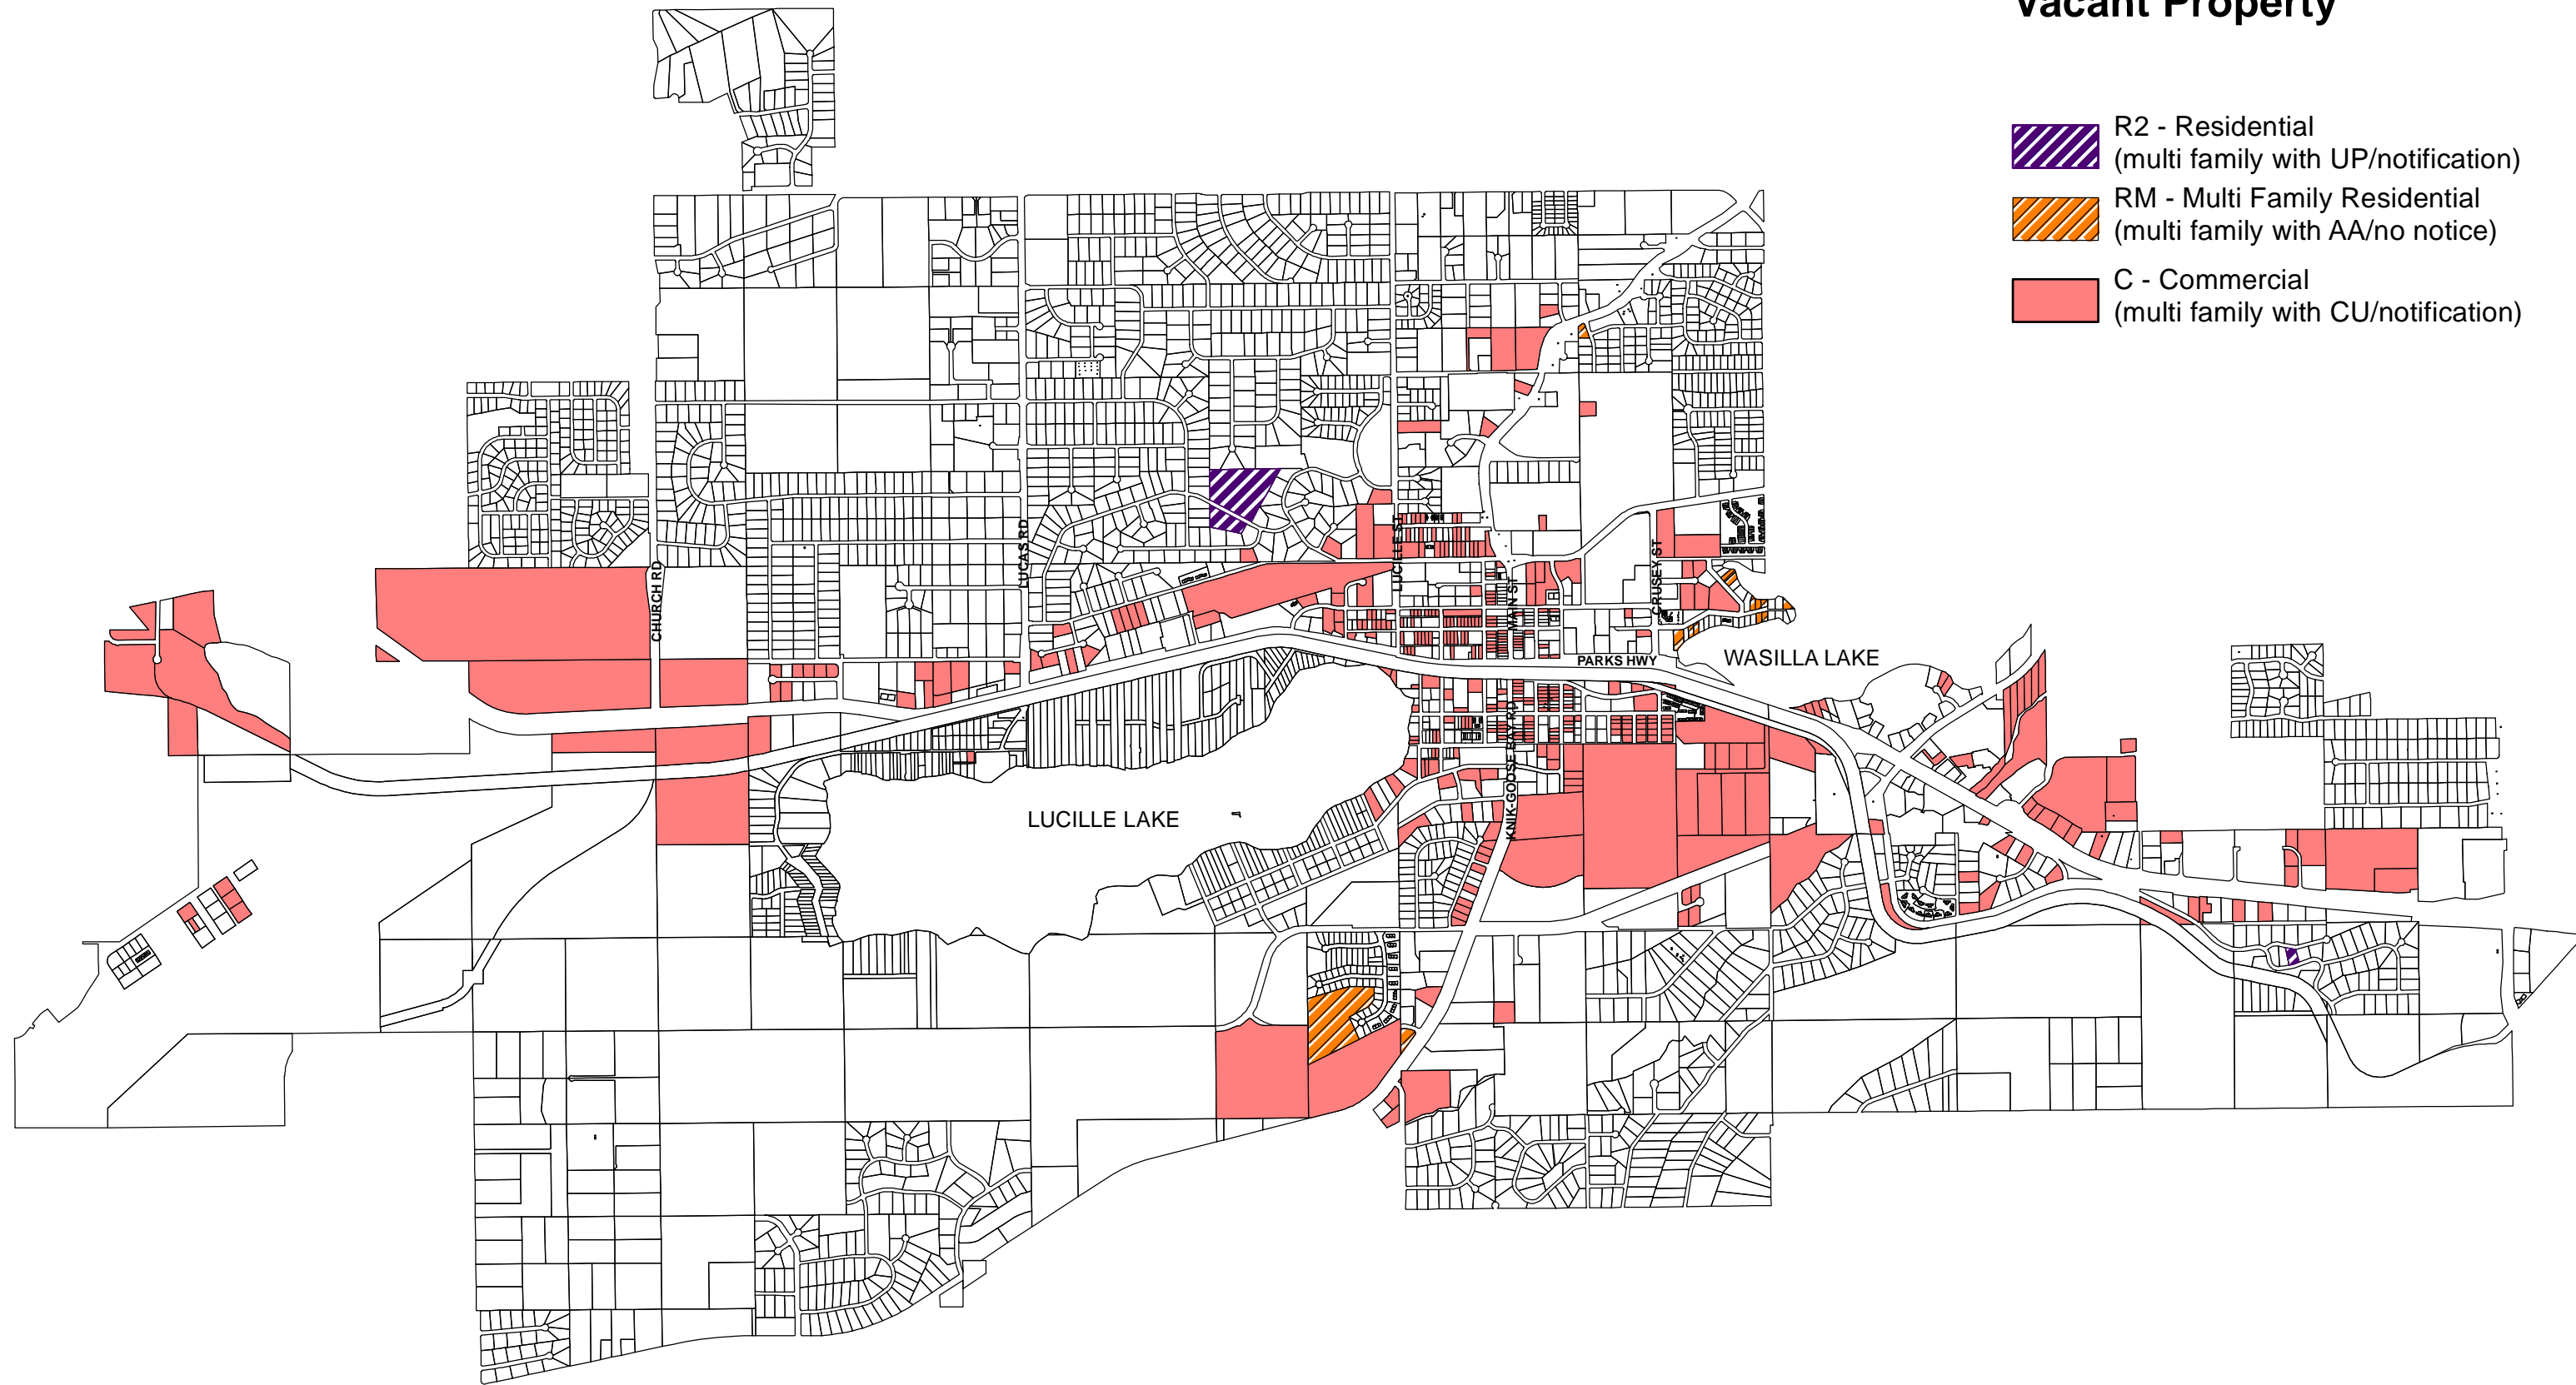 Vacant Property
R2 - Residential
(multi family with UP/notification)
RM - Multi Family Residential
(multi family with AA/no notice)
C - Commercial
(multi family with CU/notification)
LUCAS RD
LUCILLE ST
CRUSEY ST
CHURCH RD
MAIN ST
PARKS HWY
WASILLA LAKE
KNIK-GOOSE BAY RD
LUCILLE LAKE